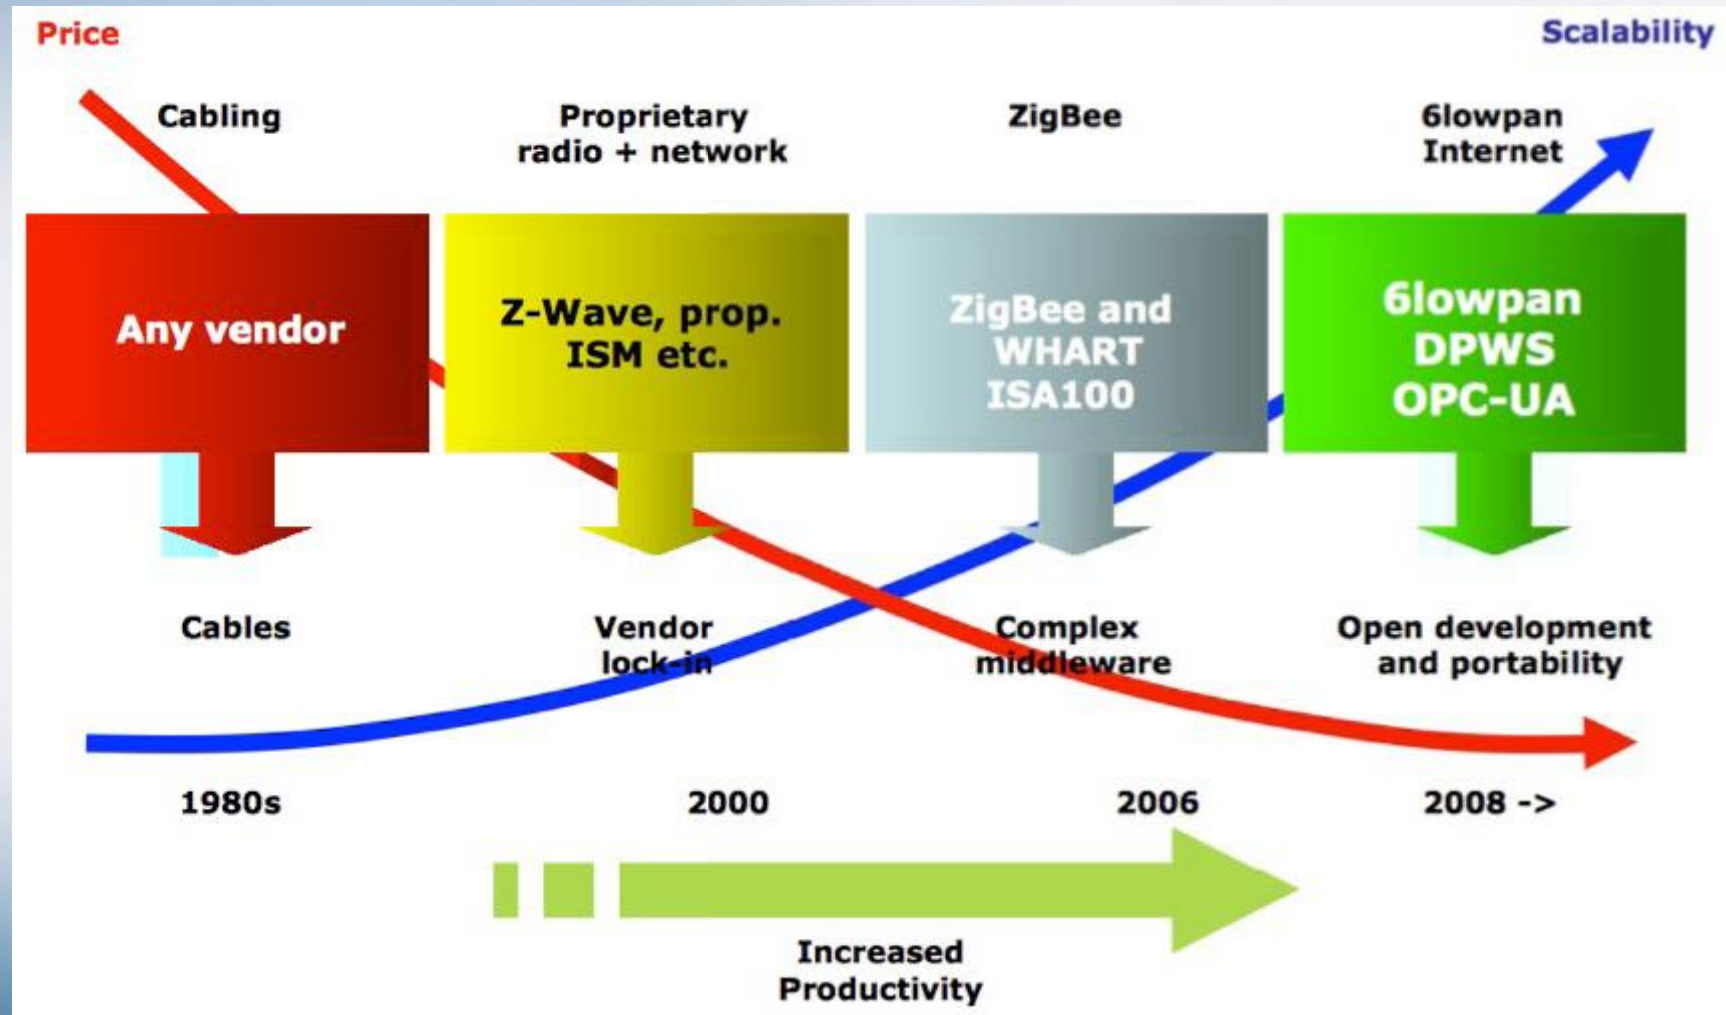 Price
Scalability
Cabling
Proprietary
radio + network
ZigBee
6lowpan
Internet
Any vendor
Z-Wave, prop.
ISM etc.
ZigBee and
WHART
ISA100
6lowpan
DPWS
OPC-UA
Cables
Vendor
lock-in
Complex
middleware
Open development
and portability
1980s
2000
2006
2008 ->
Increased
Productivity